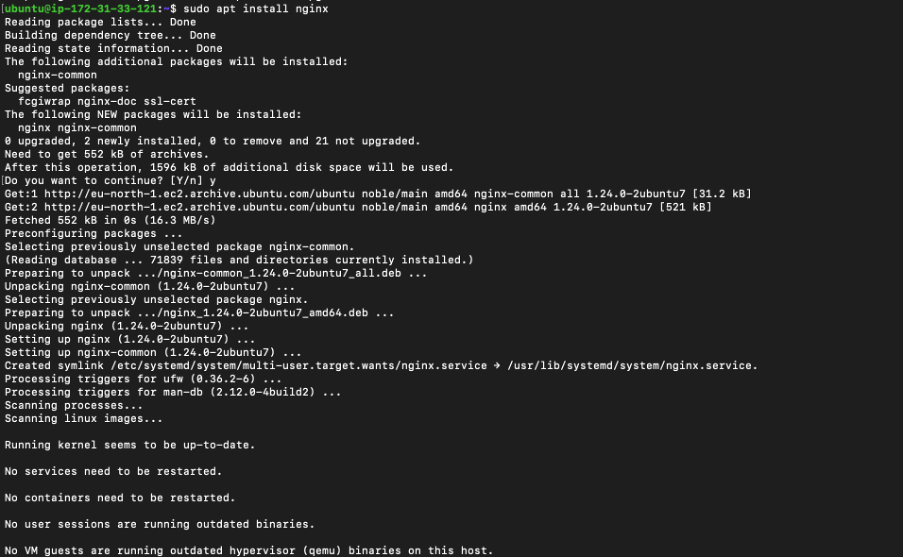 [ubuntu@ip-172-31-33-121:~$ sudo apt install nginx
Reading package lists... Done
Building dependency tree... Done
Reading state information... Done
The following additional packages will be installed:
  nginx-common
Suggested packages:
  fcgiwrap nginx-doc ssl-cert
The following NEW packages will be installed:
  nginx nginx-common
0 upgraded, 2 newly installed, 0 to remove and 21 not upgraded.
Need to get 552 kB of archives.
After this operation, 1596 kB of additional disk space will be used.
[Do you want to continue? [Y/n] y
Get:1 http://eu-north-1.ec2.archive.ubuntu.com/ubuntu noble/main amd64 nginx-common all 1.24.0-2ubuntu7 [31.2 kB]
Get:2 http://eu-north-1.ec2.archive.ubuntu.com/ubuntu noble/main amd64 nginx amd64 1.24.0-2ubuntu7 [521 kB]
Fetched 552 kB in 0s (16.3 MB/s)
Preconfiguring packages ...
Selecting previously unselected package nginx-common.
(Reading database ... 71839 files and directories currently installed.)
Preparing to unpack .../nginx-common_1.24.0-2ubuntu7_all.deb ...
Unpacking nginx-common (1.24.0-2ubuntu7) ...
Selecting previously unselected package nginx.
Preparing to unpack .../nginx_1.24.0-2ubuntu7_amd64.deb ...
Unpacking nginx (1.24.0-2ubuntu7) ...
Setting up nginx (1.24.0-2ubuntu7) ...
Setting up nginx-common (1.24.0-2ubuntu7) ...
Created symlink /etc/systemd/system/multi-user.target.wants/nginx.service → /usr/lib/systemd/system/nginx.service.
Processing triggers for ufw (0.36.2-6) ...
Processing triggers for man-db (2.12.0-4build2) ...
Scanning processes...
Scanning linux images...

Running kernel seems to be up-to-date.

No services need to be restarted.

No containers need to be restarted.

No user sessions are running outdated binaries.

No VM guests are running outdated hypervisor (qemu) binaries on this host.